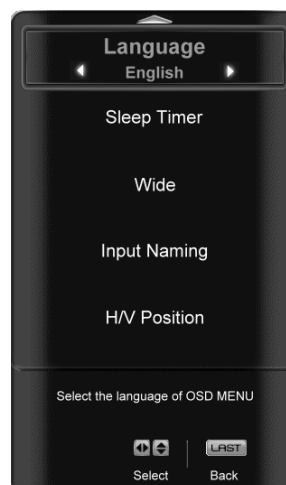 Language
English
Sleep Timer
Wide
Input Naming
H/V Position
Select the language of OSD MENU
LAST
Select Back